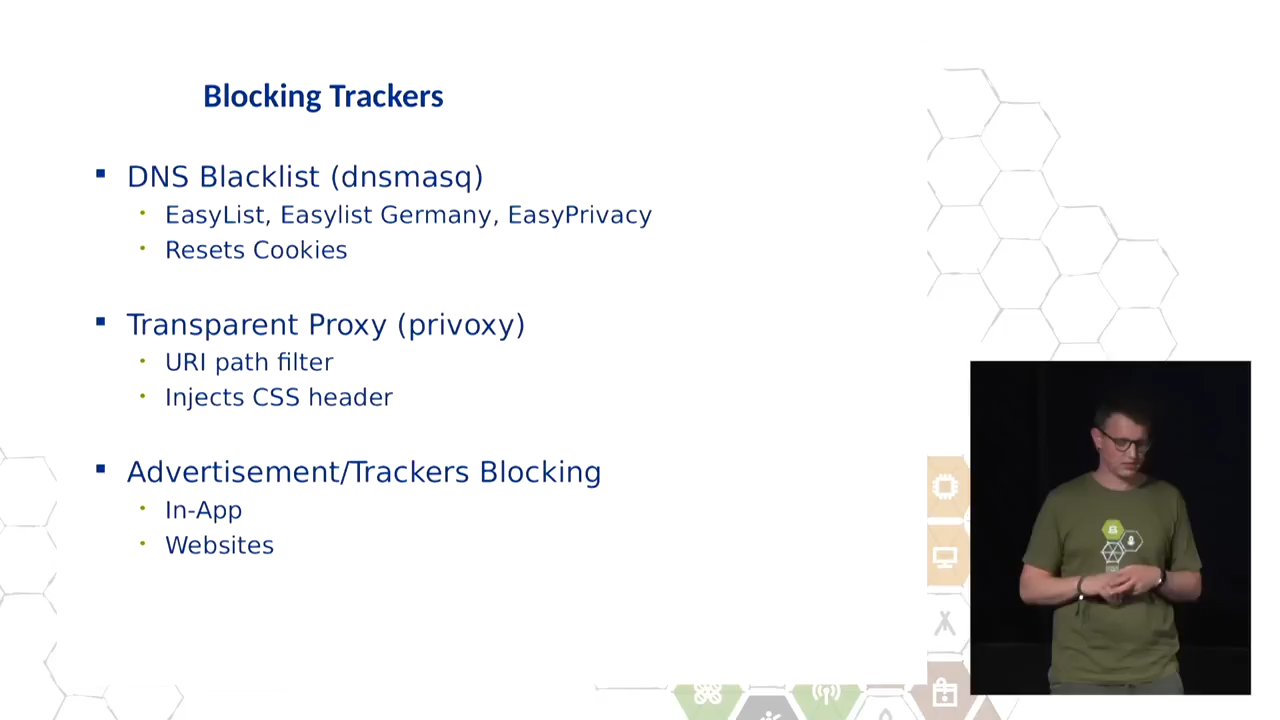 Blocking Trackers
DNS Blacklist (dnsmasq)
EasyList, Easylist Germany, EasyPrivacy
Resets Cookies
Transparent Proxy (privoxy)
URI path filter
Injects CSS header
Advertisement/Trackers Blocking
In-App
Websites